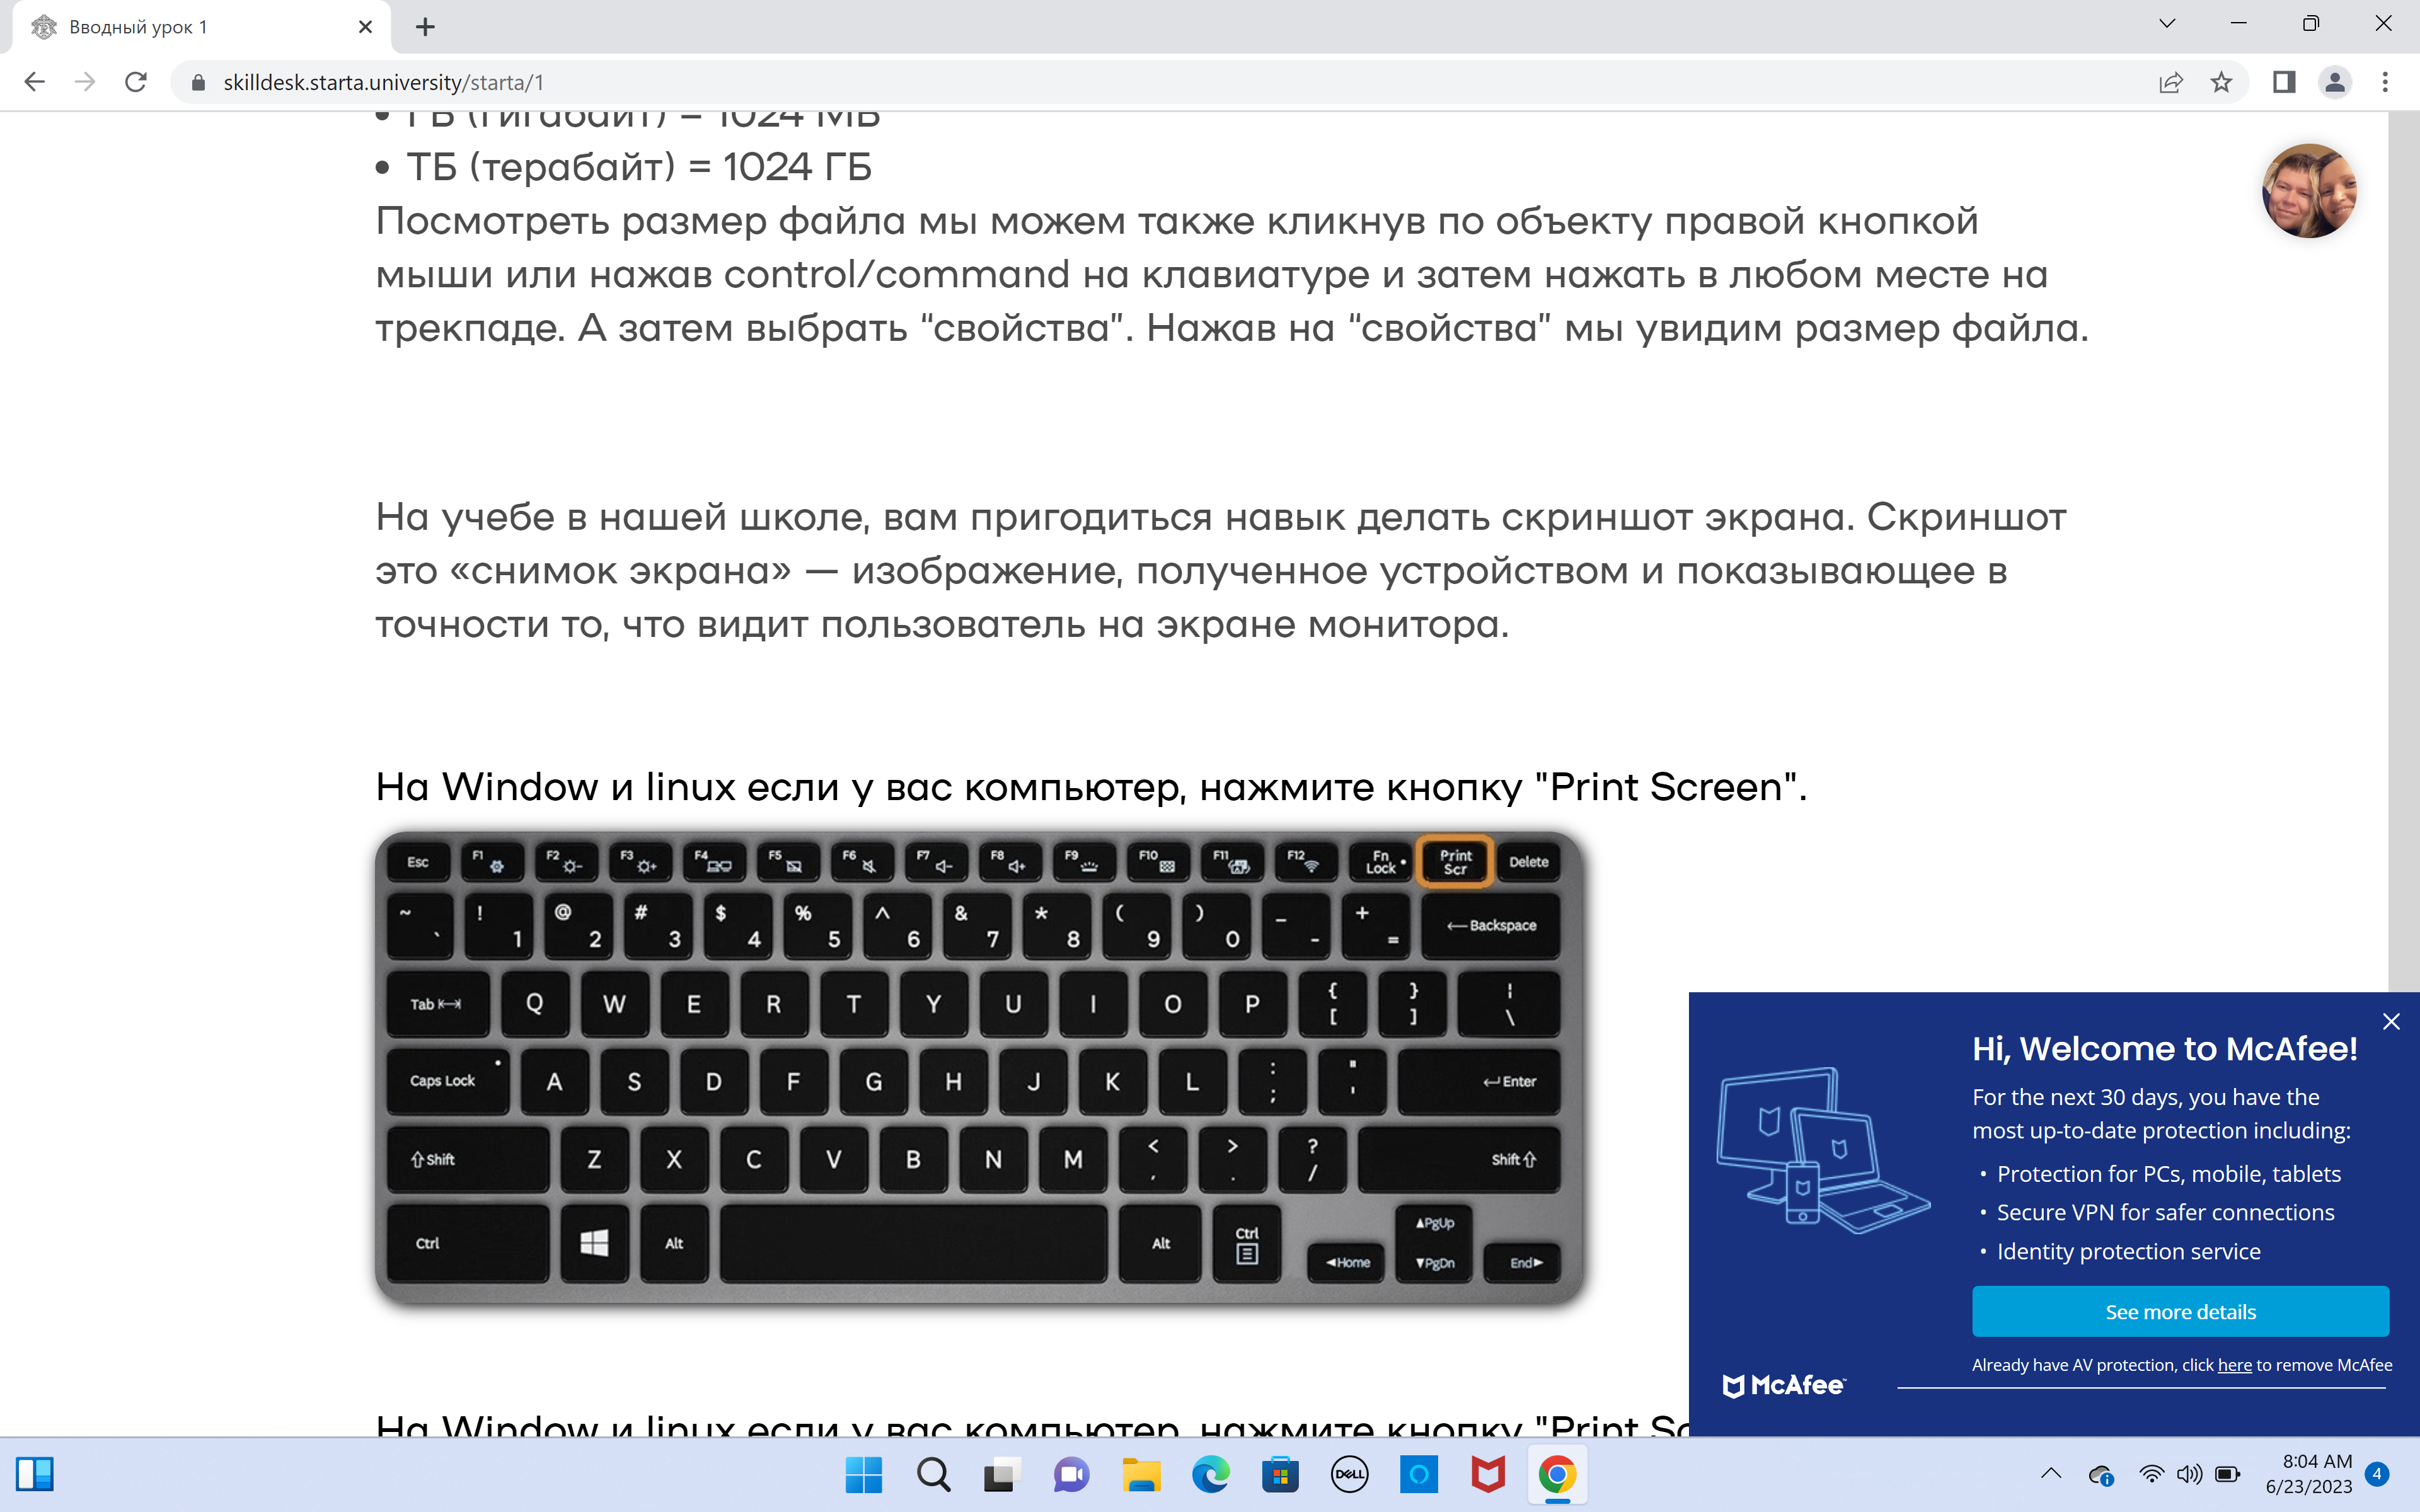 Вводный урок 1
skilldesk.starta.university/starta/1
• ГБ (гигабайт) = 1024 МБ
• ТБ (терабайт) = 1024 ГБ
Посмотреть размер файла мы можем также кликнув по объекту правой кнопкой
мыши или нажав control/command на клавиатуре и затем нажать в любом месте на
трекпаде. А затем выбрать “свойства”. Нажав на “свойства” мы увидим размер файла.
На учебе в нашей школе, вам пригодиться навык делать скриншот экрана. Скриншот
это «снимок экрана» — изображение, полученное устройством и показывающее в
точности то, что видит пользователь на экране монитора.
На Window и linux если у вас компьютер, нажмите кнопку "Print Screen".
Esc F1 F2 F3 F4 F5 F6 F7 F8 F9 F10 F11 F12 Fn Lock Print Scr Delete
~ ` ! 1 @ 2 # 3 $ 4 % 5 ^ 6 & 7 * 8 ( 9 ) 0 _ - + = Backspace
Tab Q W E R T Y U I O P { [ } ] ¦ \
Caps Lock A S D F G H J K L : ; " ' Enter
Shift Z X C V B N M < , > . ? / Shift
Ctrl Alt Alt Ctrl Home PgUp PgDn End
На Window и linux если у вас компьютер, нажмите кнопку "Print Sc
Hi, Welcome to McAfee!
For the next 30 days, you have the
most up-to-date protection including:
• Protection for PCs, mobile, tablets
• Secure VPN for safer connections
• Identity protection service
See more details
Already have AV protection, click here to remove McAfee
McAfee™
DELL
8:04 AM
6/23/2023
4